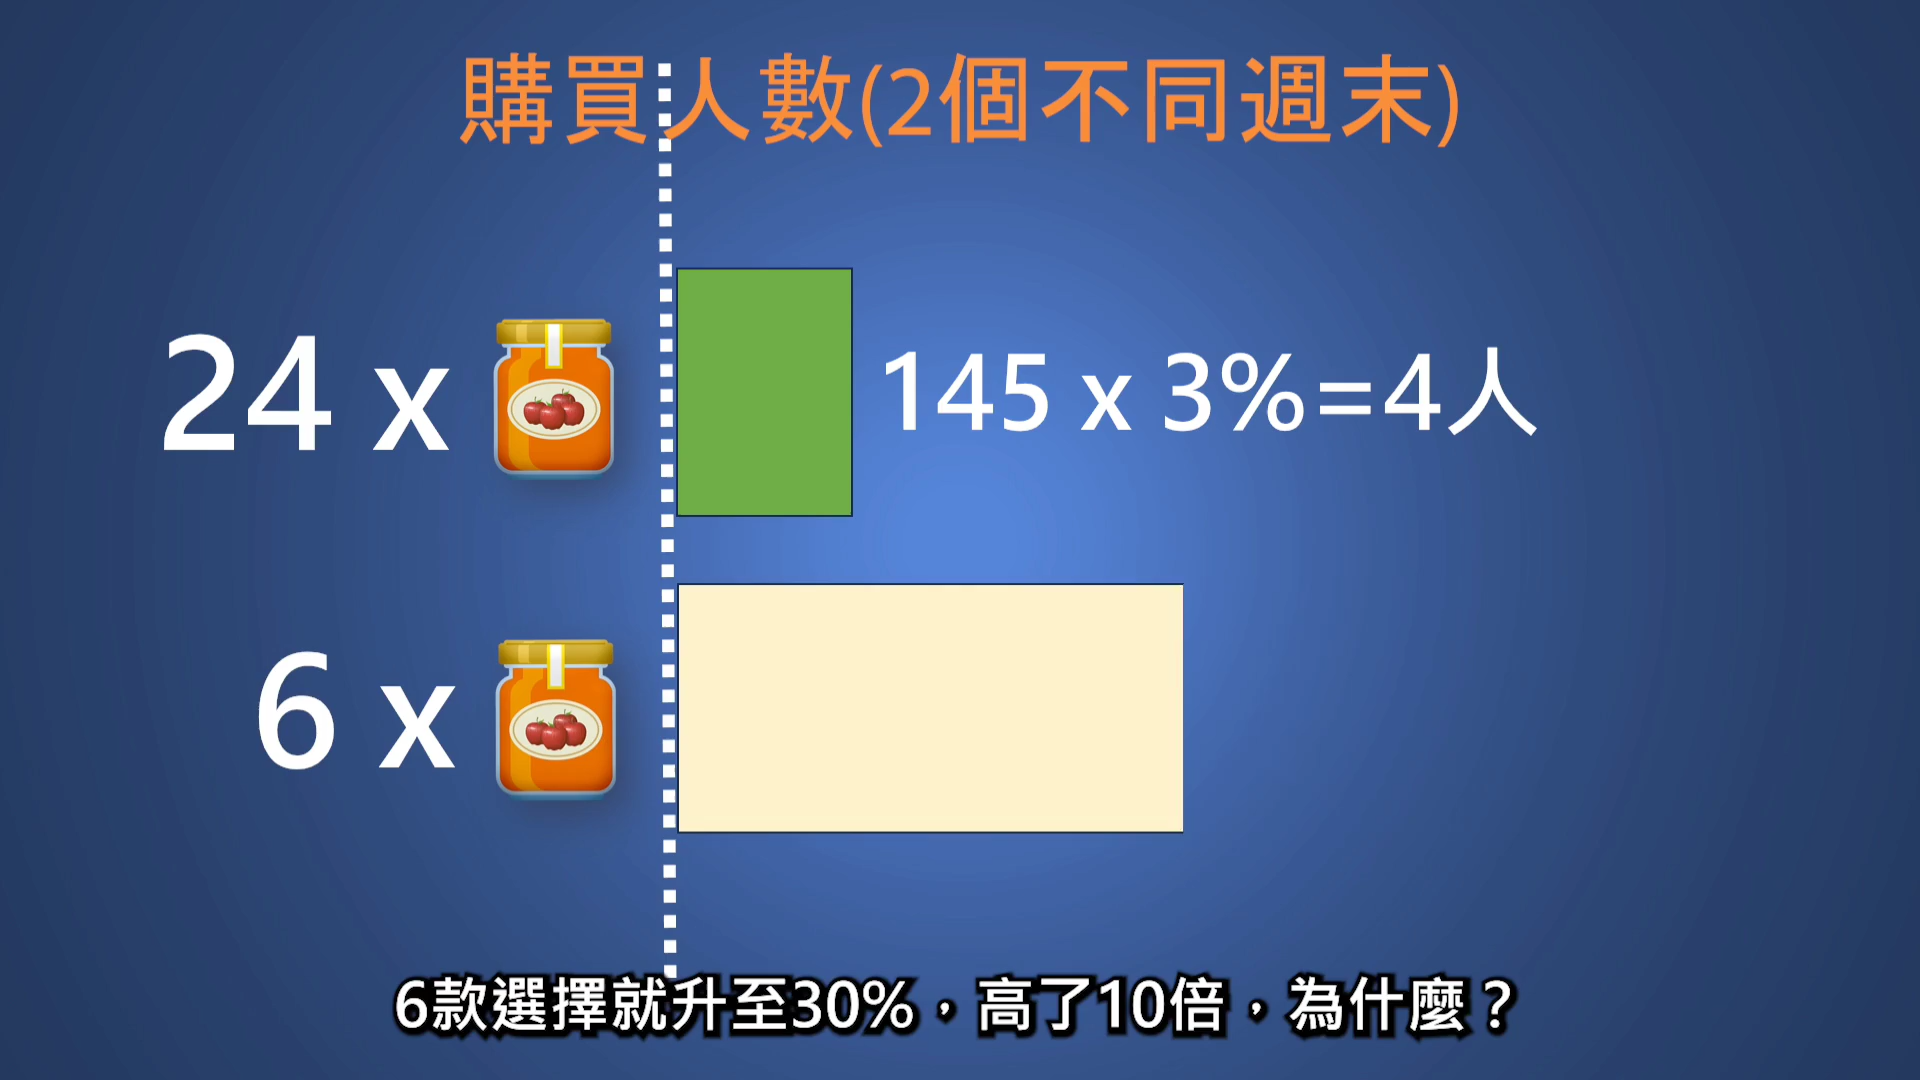 購買人數(2個不同週末)
24 x
145 x 3%=4人
6 x
6款選擇就升至30%，高了10倍，為什麼？